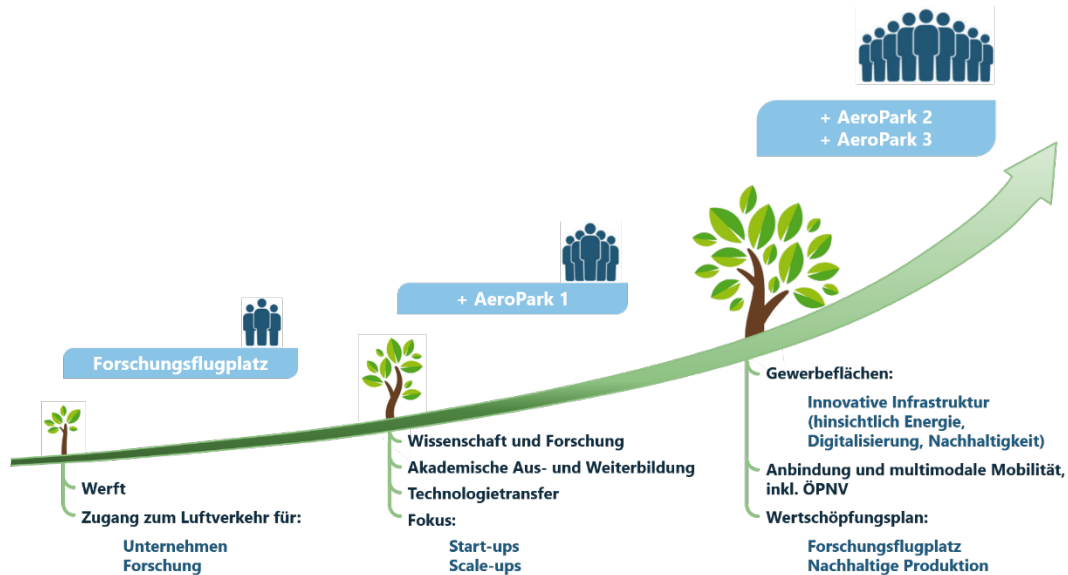 + AeroPark 2
+ AeroPark 3
+ AeroPark 1
Forschungsflugplatz
Werft
Zugang zum Luftverkehr für:
Unternehmen
Forschung
Wissenschaft und Forschung
Akademische Aus- und Weiterbildung
Technologietransfer
Fokus:
Start-ups
Scale-ups
Gewerbeflächen:
Innovative Infrastruktur
(hinsichtlich Energie,
Digitalisierung, Nachhaltigkeit)
Anbindung und multimodale Mobilität,
inkl. ÖPNV
Wertschöpfungsplan:
Forschungsflugplatz
Nachhaltige Produktion